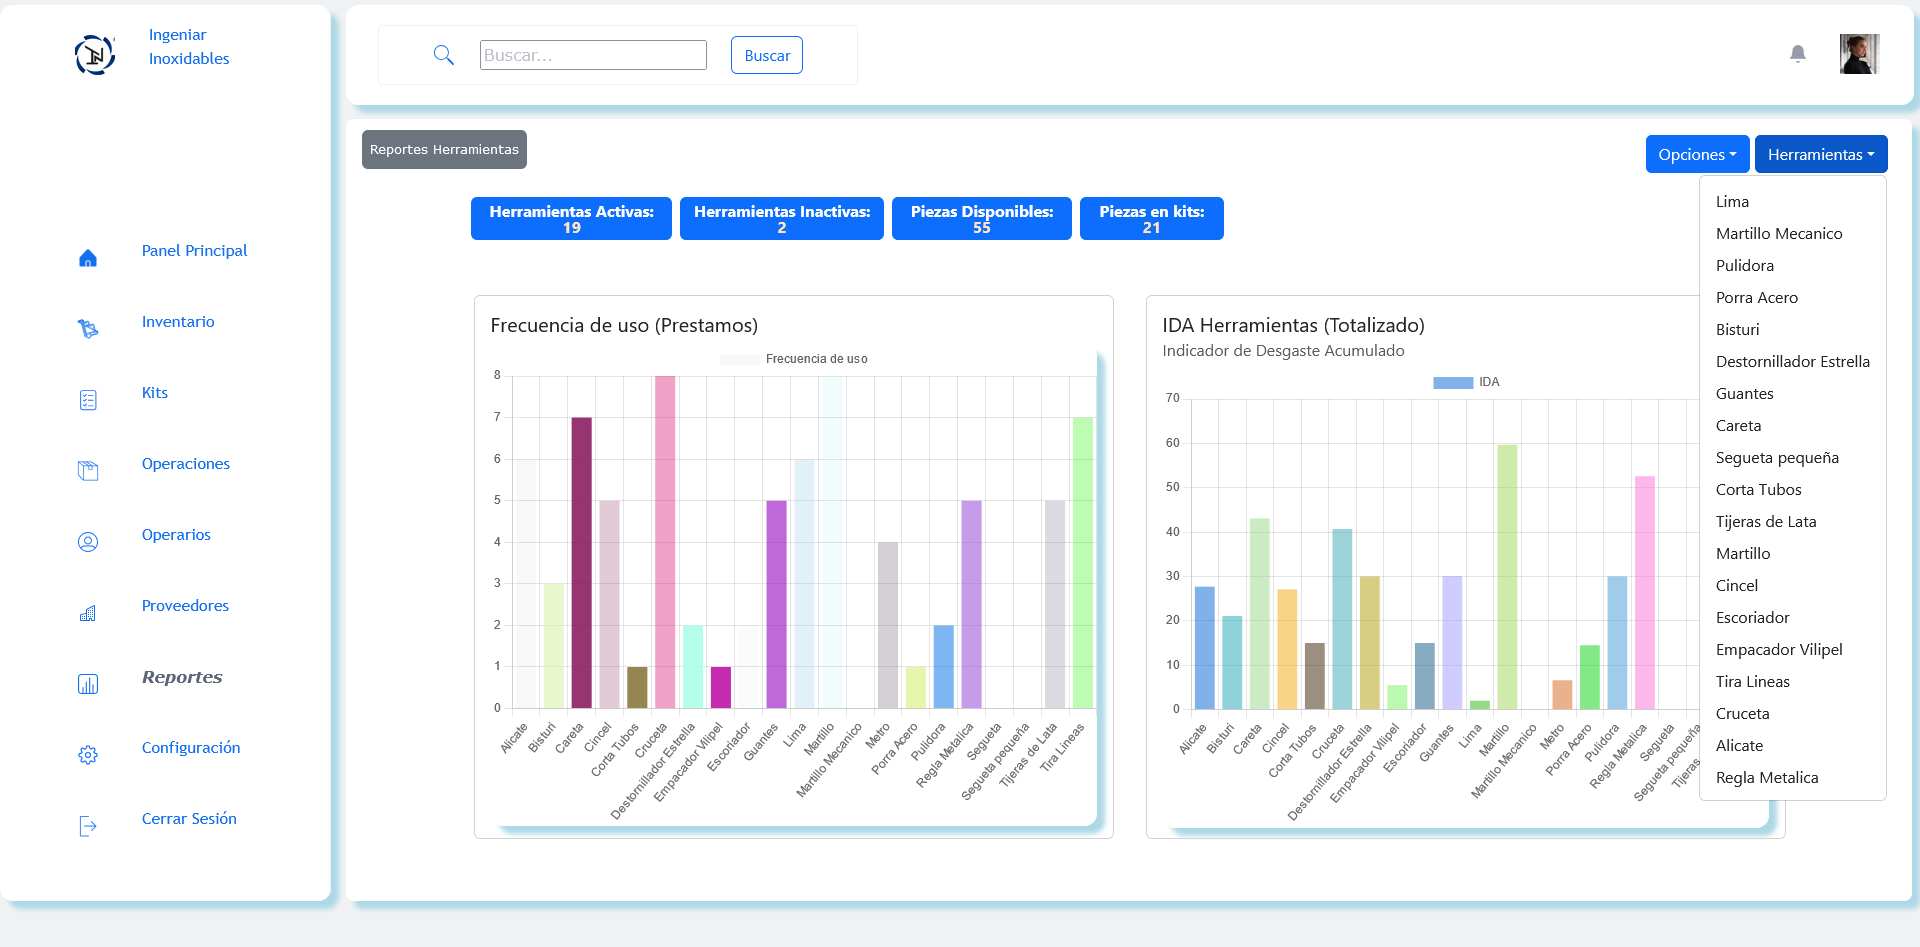 Ingeniar
Inoxidables
Panel Principal
Inventario
Kits
Operaciones
Operarios
Proveedores
Reportes
Configuración
Cerrar Sesión
Buscar...
Buscar
Reportes Herramientas
Opciones
Herramientas
Herramientas Activas:
19
Herramientas Inactivas:
2
Piezas Disponibles:
55
Piezas en kits:
21
Frecuencia de uso (Prestamos)
Frecuencia de uso
8
7
6
5
4
3
2
1
0
Alicate
Bisturi
Careta
Cincel
Corta Tubos
Cruceta
Destornillador Estrella
Empacador Vilipel
Escoriador
Guantes
Lima
Martillo
Martillo Mecanico
Metro
Porra Acero
Pulidora
Regla Metalica
Segueta
Segueta pequeña
Tijeras de Lata
Tira Lineas
IDA Herramientas (Totalizado)
Indicador de Desgaste Acumulado
IDA
70
60
50
40
30
20
10
0
Alicate
Bisturi
Careta
Cincel
Corta Tubos
Cruceta
Destornillador Estrella
Empacador Vilipel
Escoriador
Guantes
Lima
Martillo
Martillo Mecanico
Metro
Porra Acero
Pulidora
Regla Metalica
Segueta
Segueta pequeña
Tijeras
Lima
Martillo Mecanico
Pulidora
Porra Acero
Bisturi
Destornillador Estrella
Guantes
Careta
Segueta pequeña
Corta Tubos
Tijeras de Lata
Martillo
Cincel
Escoriador
Empacador Vilipel
Tira Lineas
Cruceta
Alicate
Regla Metalica